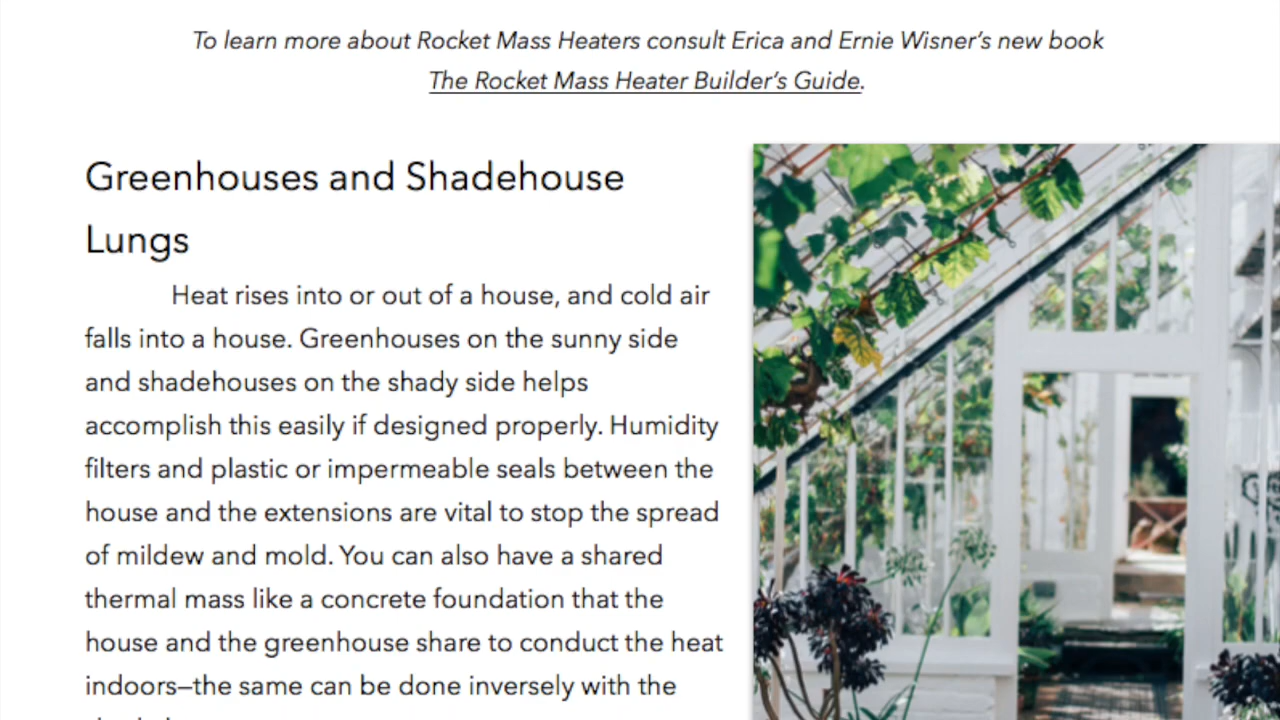 To learn more about Rocket Mass Heaters consult Erica and Ernie Wisner's new book
The Rocket Mass Heater Builder's Guide.
Greenhouses and Shadehouse
Lungs
Heat rises into or out of a house, and cold air
falls into a house. Greenhouses on the sunny side
and shadehouses on the shady side helps
accomplish this easily if designed properly. Humidity
filters and plastic or impermeable seals between the
house and the extensions are vital to stop the spread
of mildew and mold. You can also have a shared
thermal mass like a concrete foundation that the
house and the greenhouse share to conduct the heat
indoors—the same can be done inversely with the